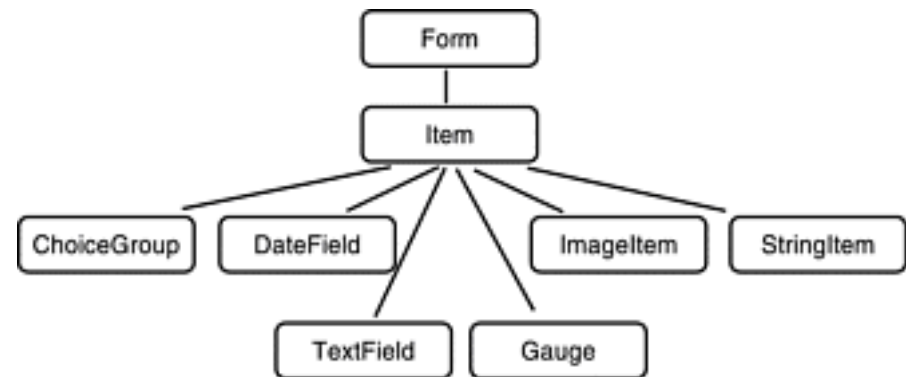 Form
Item
ChoiceGroup
DateField
ImageItem
StringItem
TextField
Gauge